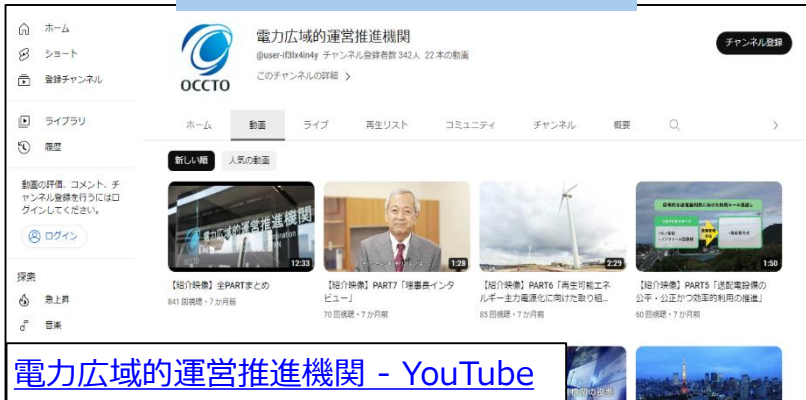 ホーム
ショート
登録チャンネル
ライブラリ
履歴
動画の評価、コメント、チ
ャンネル登録を行うにはロ
グインしてください。
ログイン
探索
急上昇
音楽
OCCTO
電力広域的運営推進機関
@user-if3lx4in4y チャンネル登録者数 342人 22 本の動画
このチャンネルの詳細
チャンネル登録
ホーム 動画 ライブ 再生リスト コミュニティ チャンネル 概要
新しい順 人気の動画
電力広域的運営推進機関
OCCTO
12:33
1:28
2:29
1:50
【紹介映像】全PARTまとめ
841 回視聴・7 か月前
【紹介映像】PART7「理事長インタ
ビュー」
70 回視聴・7 か月前
【紹介映像】PART6「再生可能エネ
ルギー主力電源化に向けた取り組...
85 回視聴・7 か月前
【紹介映像】PART5「送配電設備の
公平・公正かつ効率的利用の推進」
60 回視聴・7 か月前
電力広域的運営推進機関 - YouTube